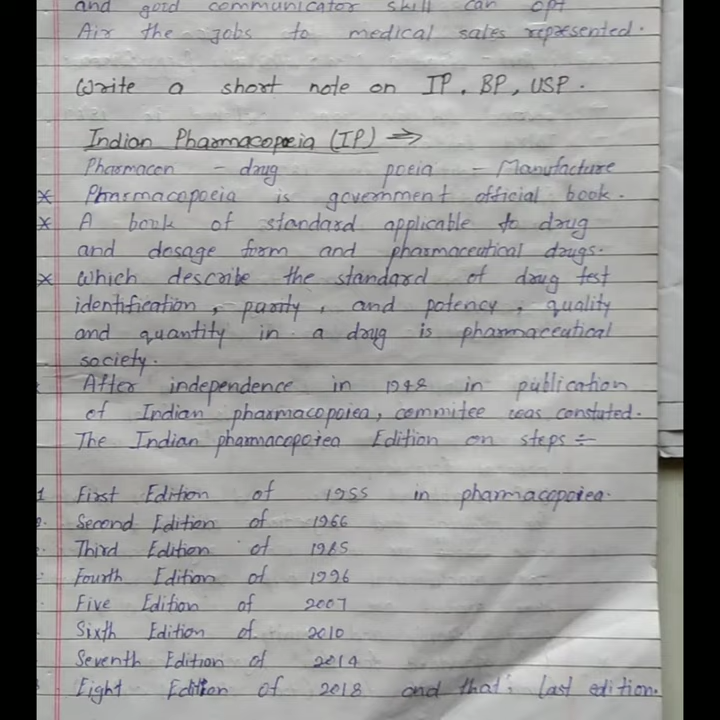 and good communicator skill can opt
Air the jobs to medical sales represented.
Write a short note on IP, BP, USP.
Indian Pharmacopoeia (IP) →
Pharmacon - drug poeia - Manufacture
* Pharmacopoeia is government official book.
* A book of standard applicable to drug
and dosage form and pharmaceutical drugs.
* which describe the standard of drug test
identification, purity, and potency, quality
and quantity in a drug is pharmaceutical
society.
After independence in 1948 in publication
of Indian pharmacopoiea, commitee was constuted.
The Indian pharmacopoiea Edition on steps ÷
1 First Edition of 1955 in pharmacopoiea.
Second Edition of 1966
Third Edition of 1985
Fourth Edition of 1996
Five Edition of 2007
Sixth Edition of 2010
Seventh Edition of 2014
Eight Edition of 2018 and that's last edition.